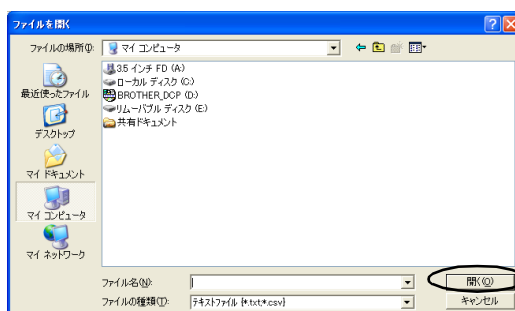 ファイルを開く
ファイルの場所(I):
マイ コンピュータ
3.5 インチ FD (A:)
ローカル ディスク (C:)
BROTHER_DCP (D:)
リムーバブル ディスク (E:)
共有ドキュメント
最近使ったファイル
デスクトップ
マイ ドキュメント
マイ コンピュータ
マイ ネットワーク
ファイル名(N):
開く(O)
ファイルの種類(T):
テキストファイル {*.txt;*.csv}
キャンセル